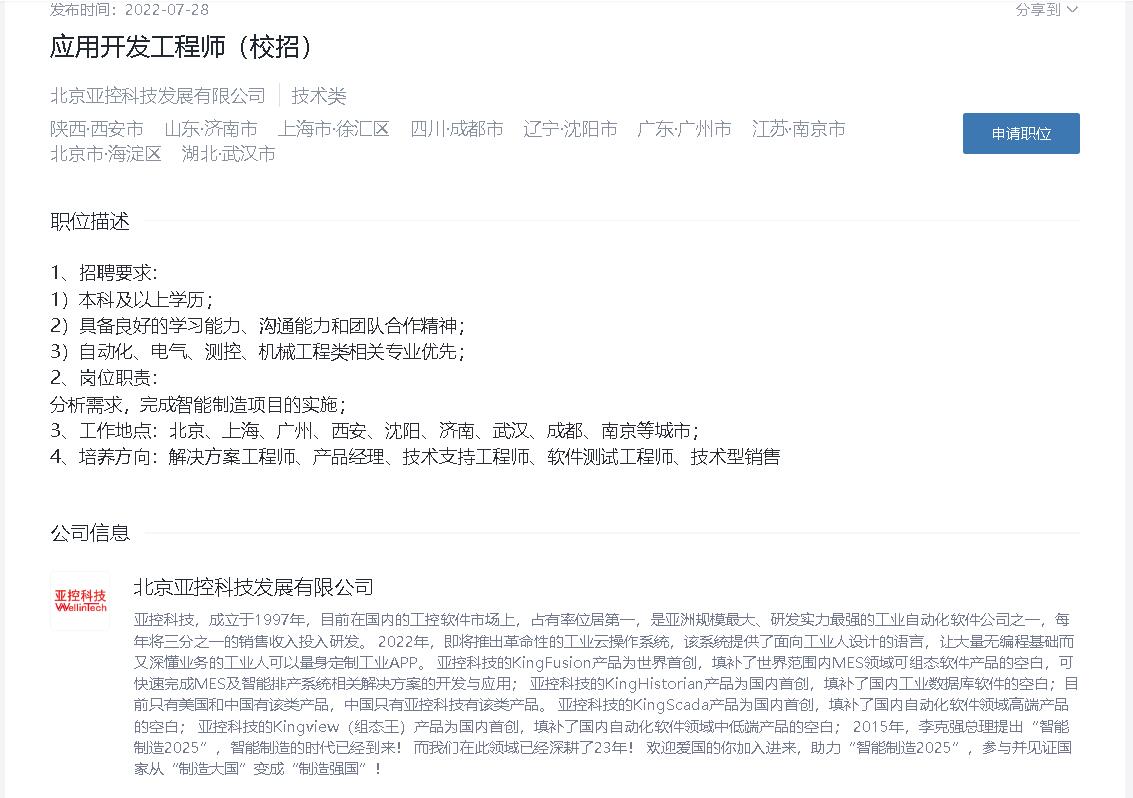 发布时间：2022-07-28
分享到
应用开发工程师（校招）
北京亚控科技发展有限公司 技术类
陕西·西安市 山东·济南市 上海市·徐汇区 四川·成都市 辽宁·沈阳市 广东·广州市 江苏·南京市
北京市·海淀区 湖北·武汉市
申请职位
职位描述
1、招聘要求：
1）本科及以上学历；
2）具备良好的学习能力、沟通能力和团队合作精神；
3）自动化、电气、测控、机械工程类相关专业优先；
2、岗位职责：
分析需求，完成智能制造项目的实施；
3、工作地点：北京、上海、广州、西安、沈阳、济南、武汉、成都、南京等城市；
4、培养方向：解决方案工程师、产品经理、技术支持工程师、软件测试工程师、技术型销售
公司信息
亚控科技
WellinTech
北京亚控科技发展有限公司
亚控科技，成立于1997年，目前在国内的工控软件市场上，占有率位居第一，是亚洲规模最大、研发实力最强的工业自动化软件公司之一，每
年将三分之一的销售收入投入研发。 2022年，即将推出革命性的工业云操作系统，该系统提供了面向工业人设计的语言，让大量无编程基础而
又深懂业务的工业人可以量身定制工业APP。 亚控科技的KingFusion产品为世界首创，填补了世界范围内MES领域可组态软件产品的空白，可
快速完成MES及智能排产系统相关解决方案的开发与应用； 亚控科技的KingHistorian产品为国内首创，填补了国内工业数据库软件的空白；目
前只有美国和中国有该类产品，中国只有亚控科技有该类产品。 亚控科技的KingScada产品为国内首创，填补了国内自动化软件领域高端产品
的空白； 亚控科技的Kingview（组态王）产品为国内首创，填补了国内自动化软件领域中低端产品的空白； 2015年，李克强总理提出“智能
制造2025”，智能制造的时代已经到来！ 而我们在此领域已经深耕了23年！ 欢迎爱国的你加入进来，助力“智能制造2025”，参与并见证国
家从“制造大国”变成“制造强国”！